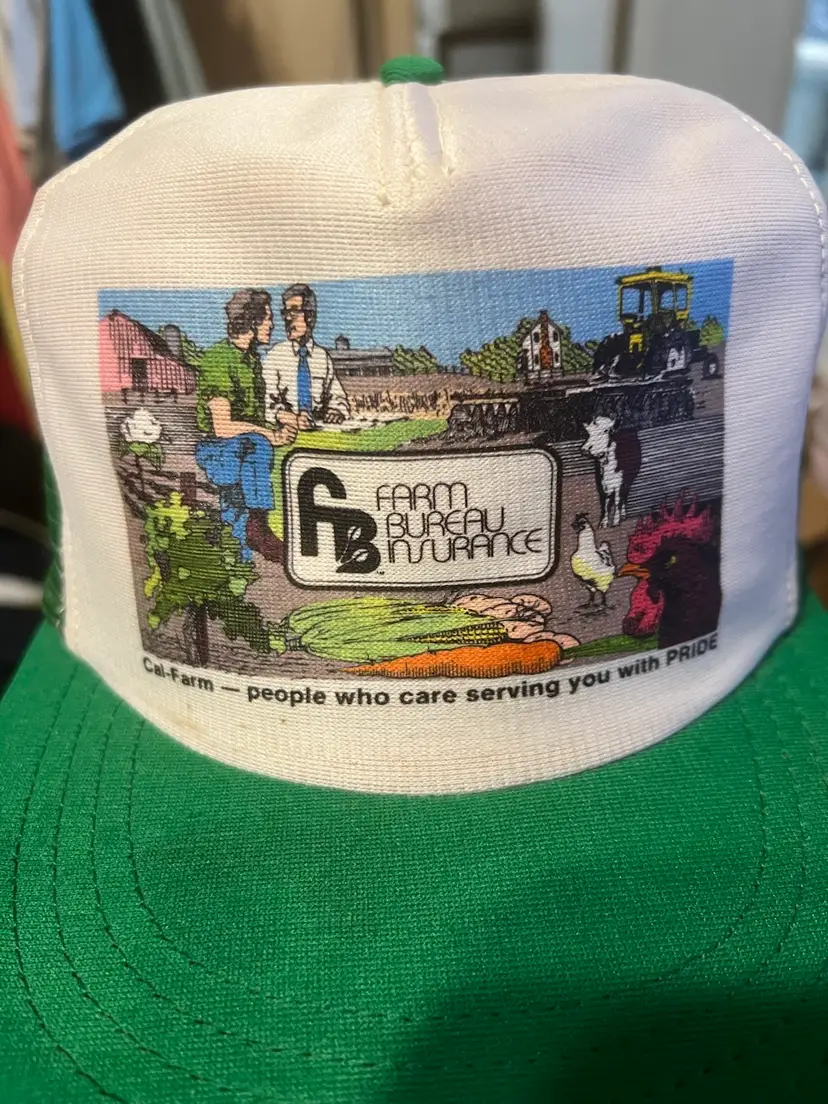 FB
FARM
BUREAU
INSURANCE
Cal-Farm — people who care serving you with PRIDE